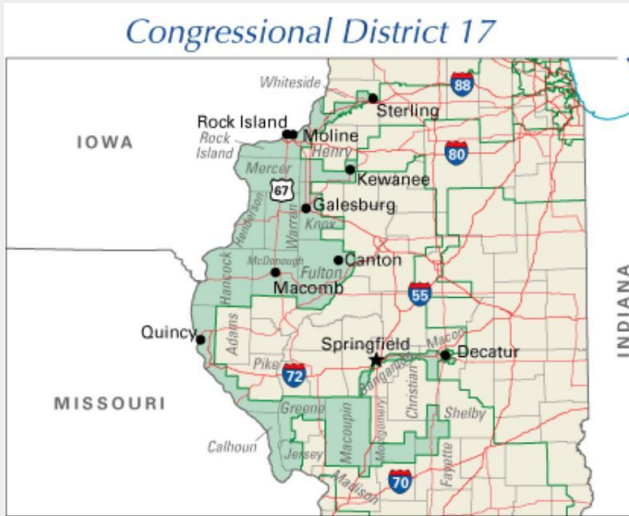 Congressional District 17
Whiteside
88
Sterling
Rock Island
Moline
IOWA
Rock
Island
Henry
80
Mercer
Kewanee
67
Galesburg
Henderson
Warren
Knox
McDonough
Canton
Fulton
Hancock
Macomb
55
INDIANA
Quincy
Adams
Springfield
Macon
Decatur
Pike
72
Sangamon
Christian
MISSOURI
Greene
Shelby
Calhoun
Macoupin
Montgomery
Jersey
Fayette
Madison
70